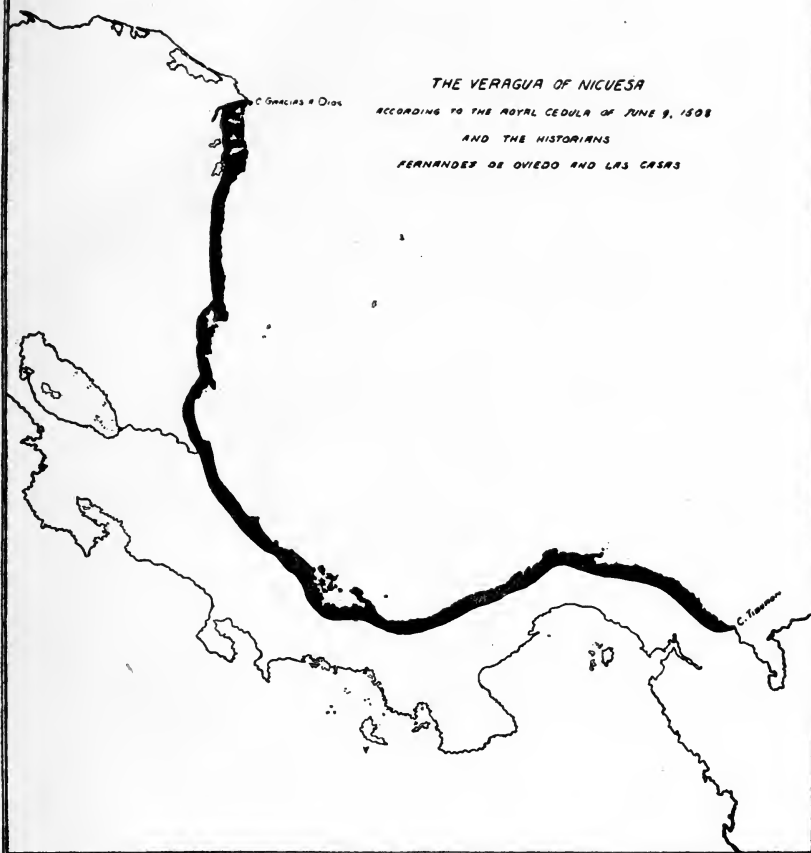 THE VERAGUA OF NICUESA
ACCORDING TO THE ROYAL CEDULA OF JUNE 9, 1508
AND THE HISTORIANS
FERNANDEZ DE OVIEDO AND LAS CASAS
C. GRACIAS A DIOS
C. TIBURON